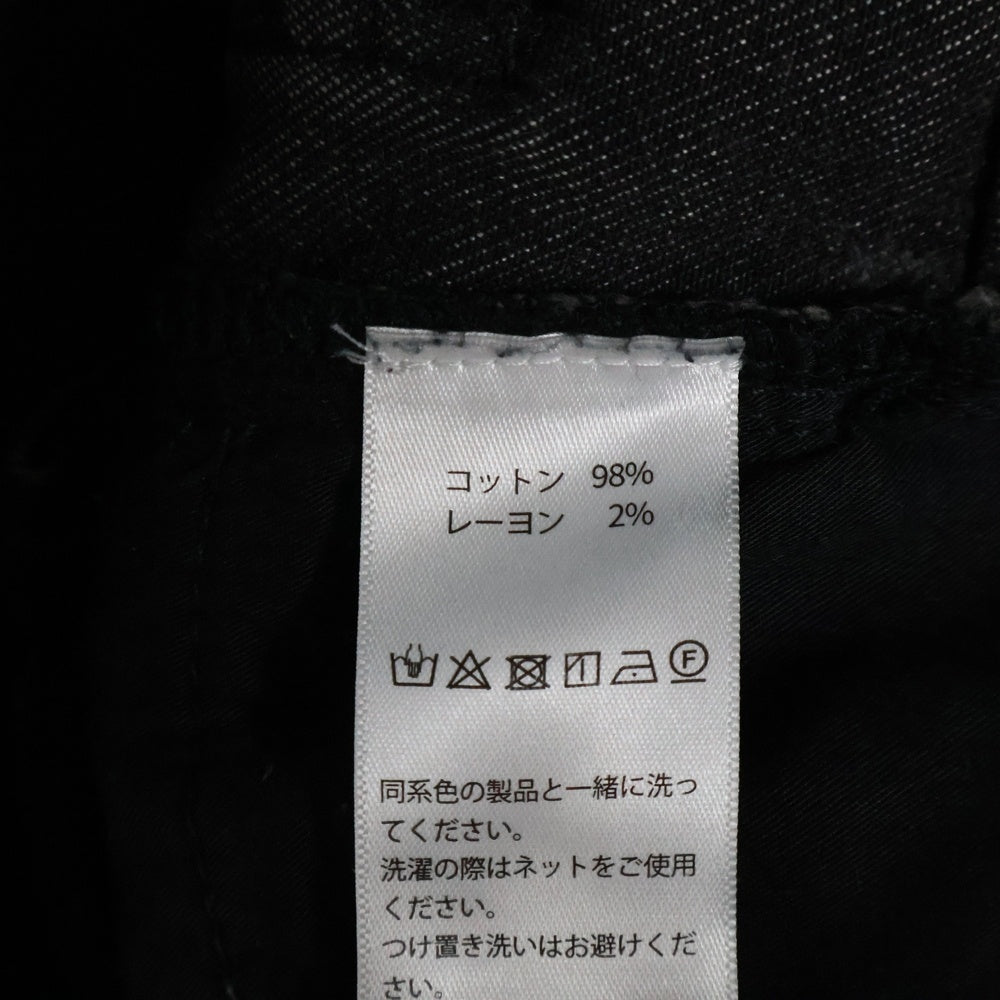 コットン 98%
レーヨン 2%
F
同系色の製品と一緒に洗っ
てください。
洗濯の際はネットをご使用
ください。
つけ置き洗いはお避けくだ
さい。